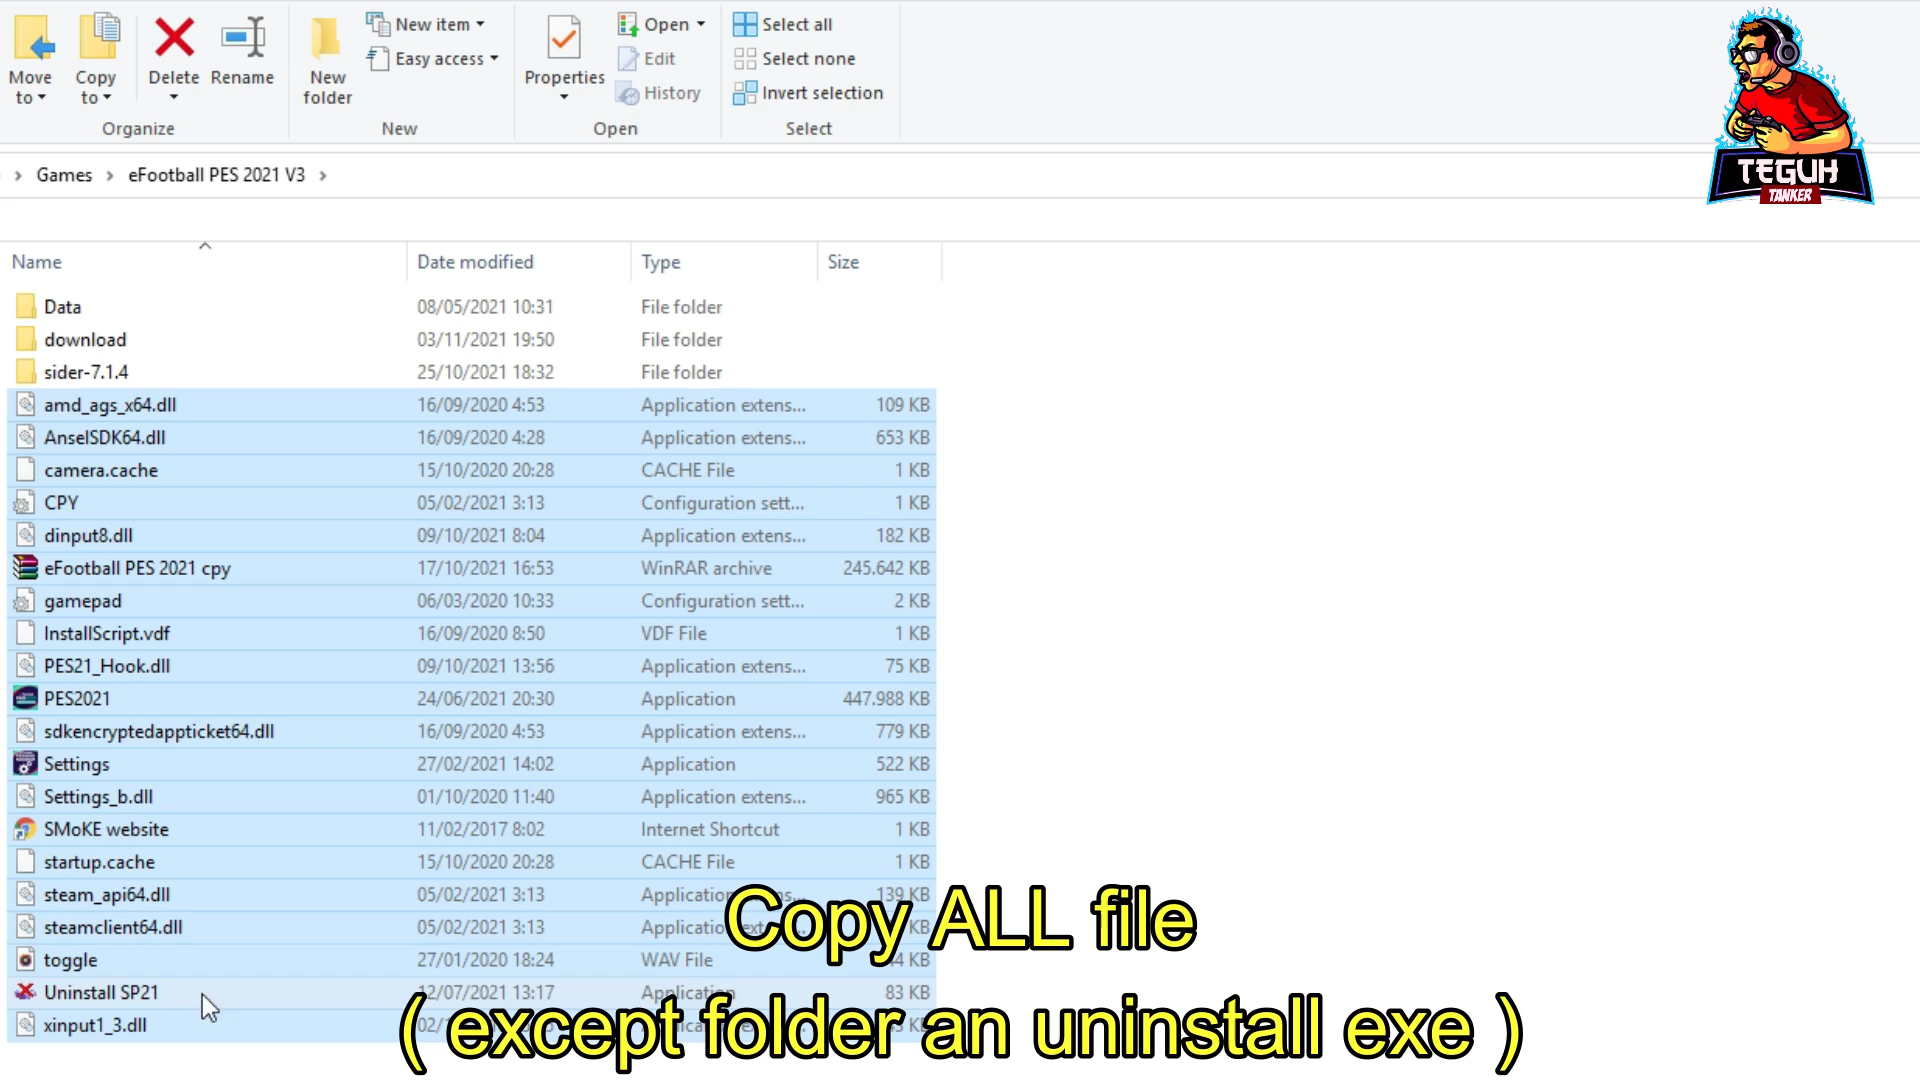 New item
Open
Select all
Easy access
Edit
Select none
Move to
Copy to
Delete
Rename
New folder
Properties
History
Invert selection
Organize
New
Open
Select
TEGUH
TANKER
Games > eFootball PES 2021 V3 >
Name Date modified Type Size
Data 08/05/2021 10:31 File folder
download 03/11/2021 19:50 File folder
sider-7.1.4 25/10/2021 18:32 File folder
amd_ags_x64.dll 16/09/2020 4:53 Application extens... 109 KB
AnselSDK64.dll 16/09/2020 4:28 Application extens... 653 KB
camera.cache 15/10/2020 20:28 CACHE File 1 KB
CPY 05/02/2021 3:13 Configuration sett... 1 KB
dinput8.dll 09/10/2021 8:04 Application extens... 182 KB
eFootball PES 2021 cpy 17/10/2021 16:53 WinRAR archive 245.642 KB
gamepad 06/03/2020 10:33 Configuration sett... 2 KB
InstallScript.vdf 16/09/2020 8:50 VDF File 1 KB
PES21_Hook.dll 09/10/2021 13:56 Application extens... 75 KB
PES2021 24/06/2021 20:30 Application 447.988 KB
sdkencryptedappticket64.dll 16/09/2020 4:53 Application extens... 779 KB
Settings 27/02/2021 14:02 Application 522 KB
Settings_b.dll 01/10/2020 11:40 Application extens... 965 KB
SMoKE website 11/02/2017 8:02 Internet Shortcut 1 KB
startup.cache 15/10/2020 20:28 CACHE File 1 KB
steam_api64.dll 05/02/2021 3:13 139 KB
steamclient64.dll 05/02/2021 3:13 KB
toggle 27/01/2020 18:24 WAV File KB
Uninstall SP21 12/07/2021 13:17 Application 83 KB
xinput1_3.dll
Copy ALL file
( except folder an uninstall exe )